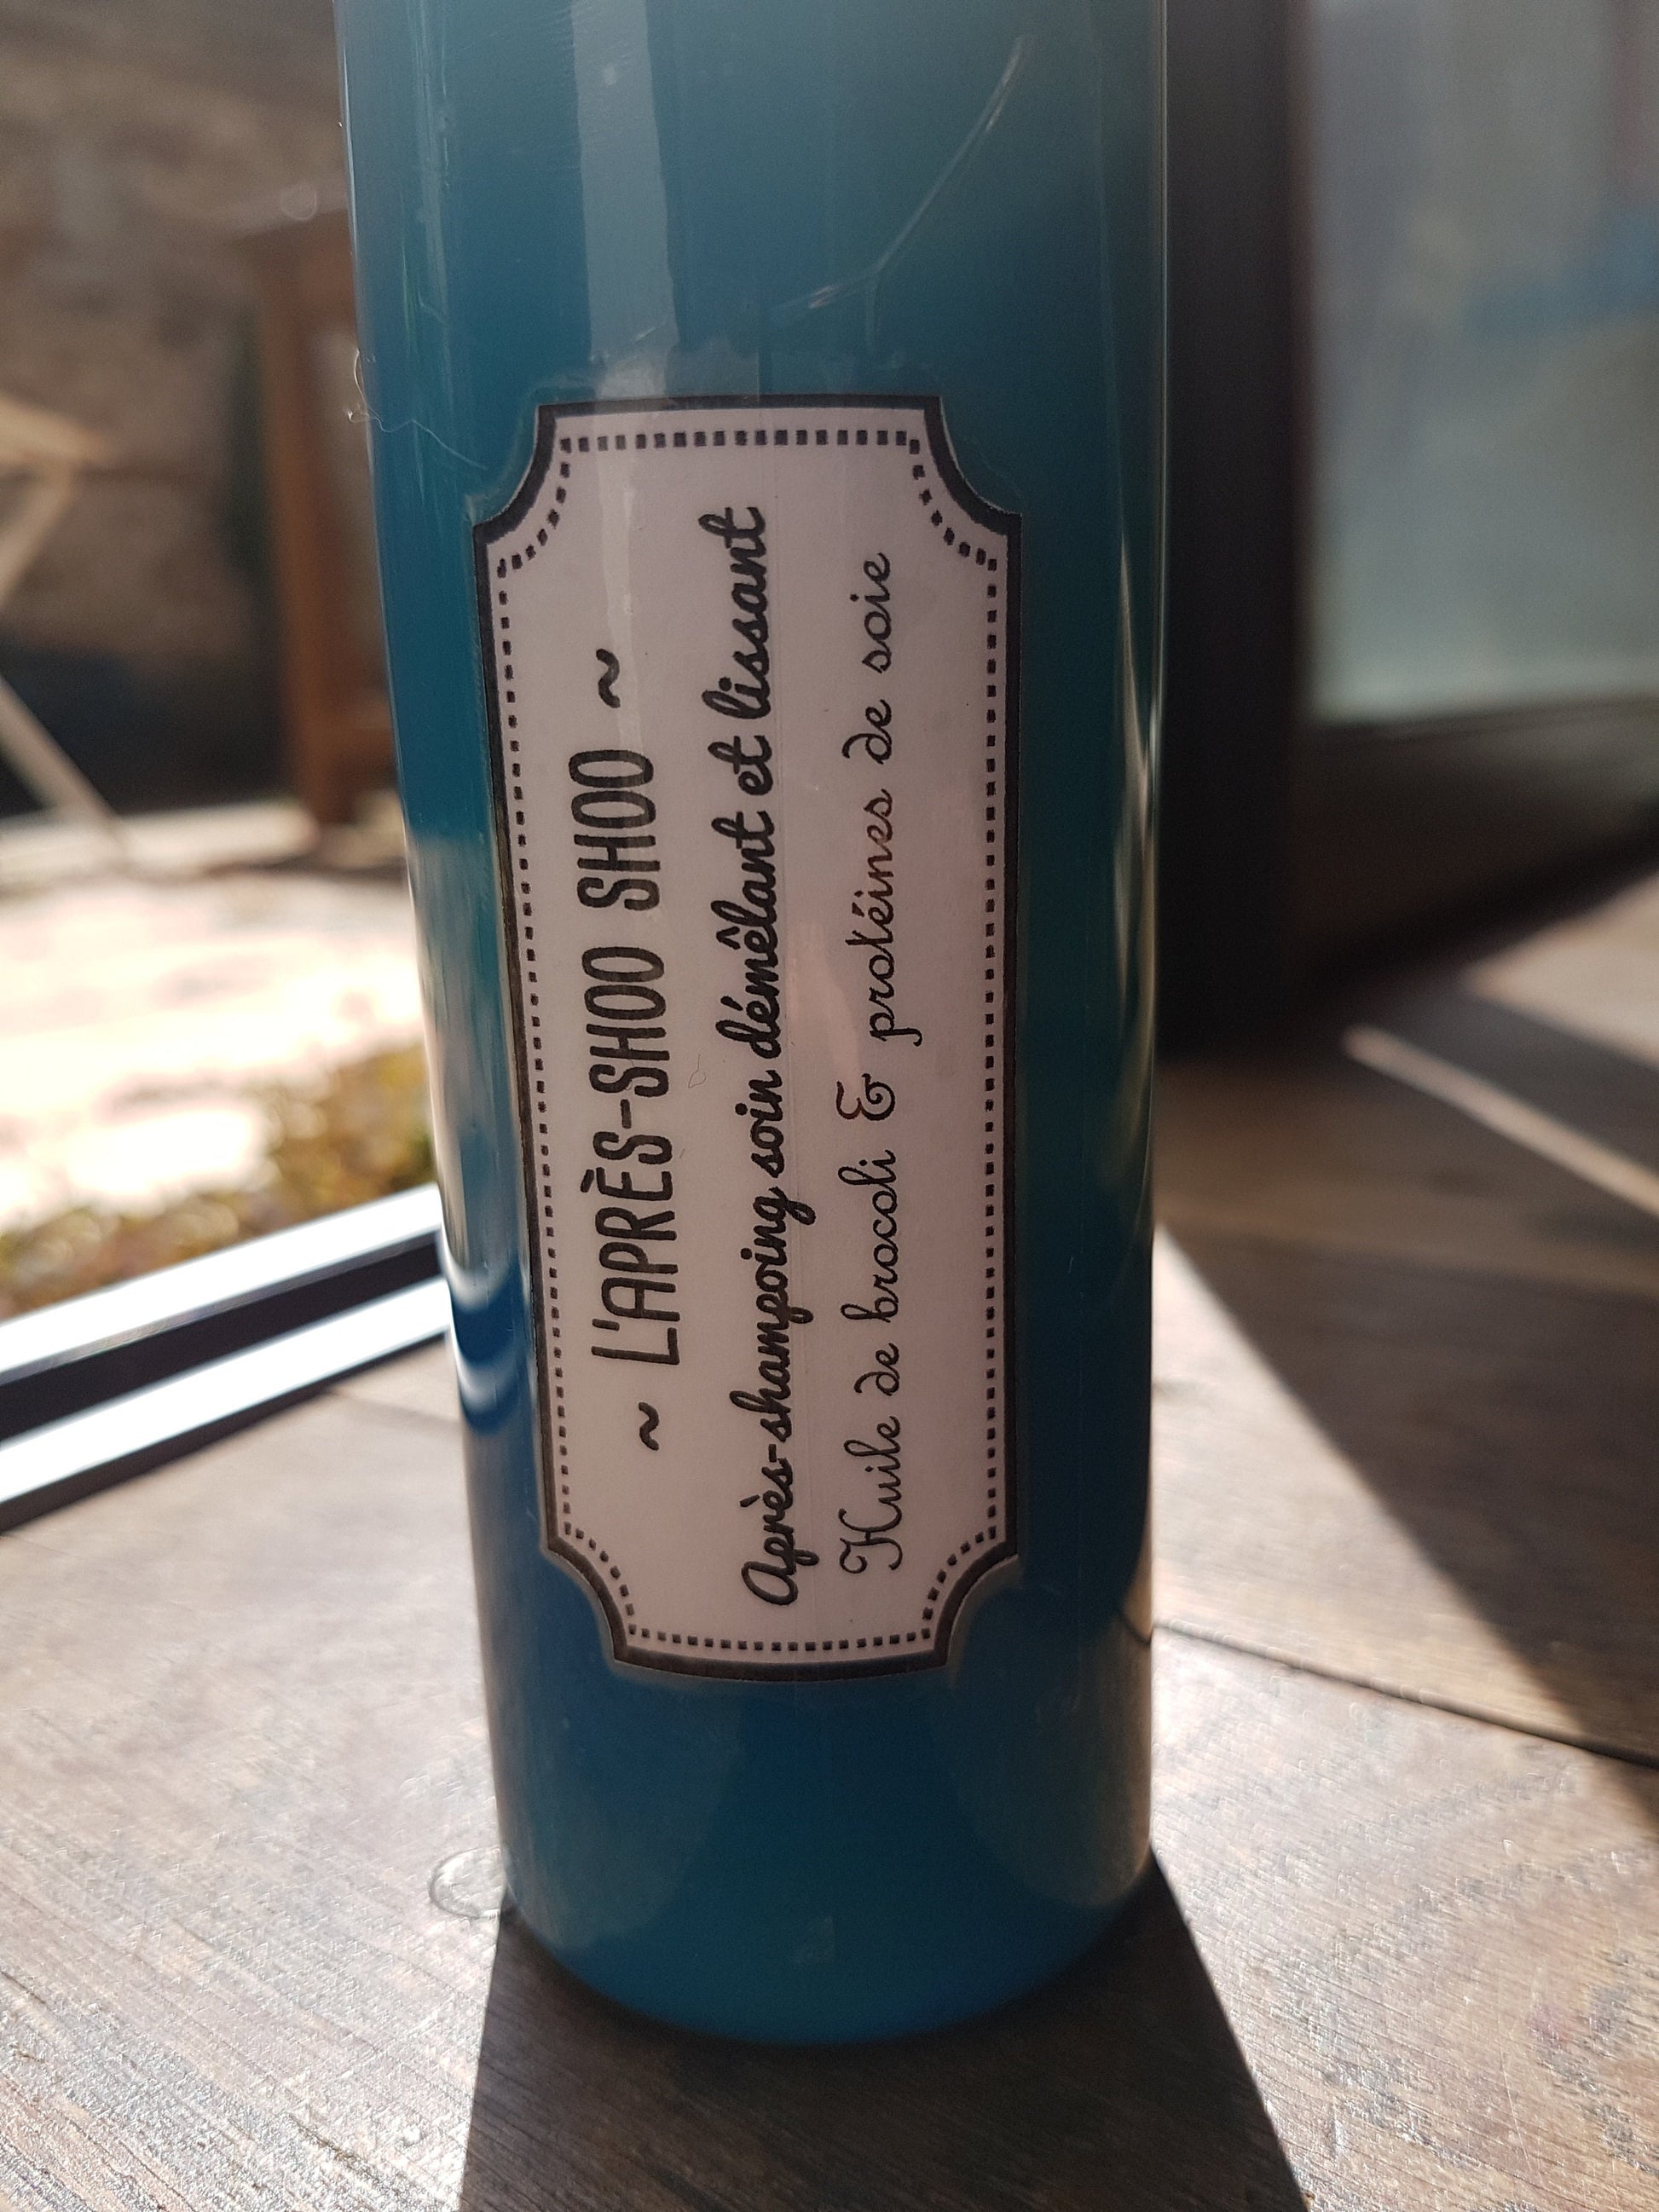 ~ L'APRÈS-SHOO SHOO ~
Après-shampoing soin démêlant et lissant
Huile de brocoli & protéines de soie